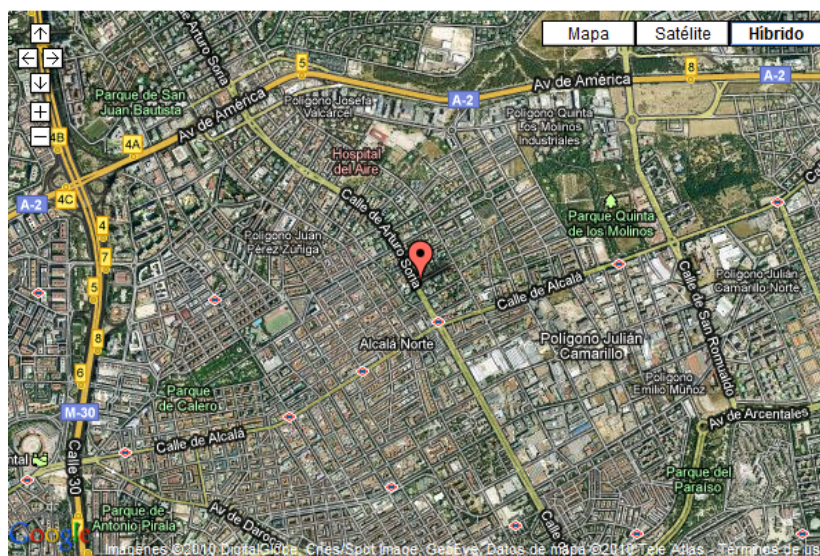 Mapa
Satélite
Híbrido
de Arturo Soria
5
8
Av de América
A-2
A-2
Parque de San
Juan Bautista
Av de América
Polígono Josefa
Valcárcel
Polígono Quinta
Los Molinos
Industriales
4B
4A
Hospital
del Aire
4C
A-2
4
Calle de Arturo Soria
Parque Quinta
de los Molinos
Polígono Juan
Pérez Zúñiga
7
5
Calle de Alcalá
Calle de San Romualdo
Polígono Julián
Camarillo Norte
8
Alcalá Norte
Polígono Julián
Camarillo
6
Parque
de Calero
Polígono
Emilio Muñoz
M-30
Av de Arcentales
Calle de Alcalá
Calle 30
Parque del
Paraíso
Parque de
Antonio Pirala
Av de Daroca
Google
Imágenes ©2010 DigitalGlobe, Cnes/Spot Image, GeoEye, Datos de mapa ©2010 Tele Atlas - Términos de us